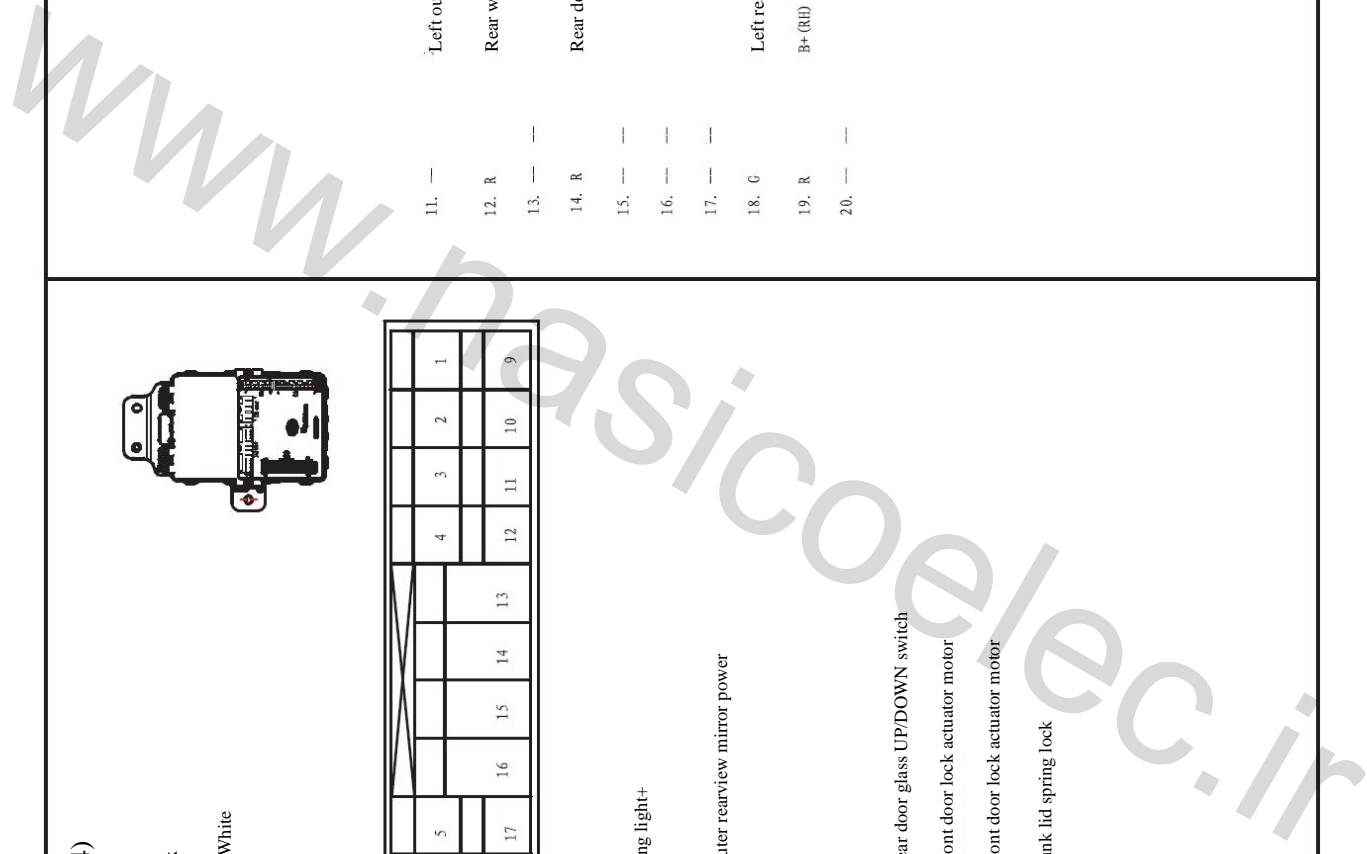 11. — Left ou
12. R Rear w
13. — —
14. R Rear do
15. — —
16. — —
17. — —
18. G Left re
19. R B+(RH)
20. — —
1 2 3 4 5
9 10 11 12 13 14 15 16 17
4)
White
ng light+
uter rearview mirror power
ear door glass UP/DOWN switch
ont door lock actuator motor
ont door lock actuator motor
unk lid spring lock
www.nasicoelec.ir